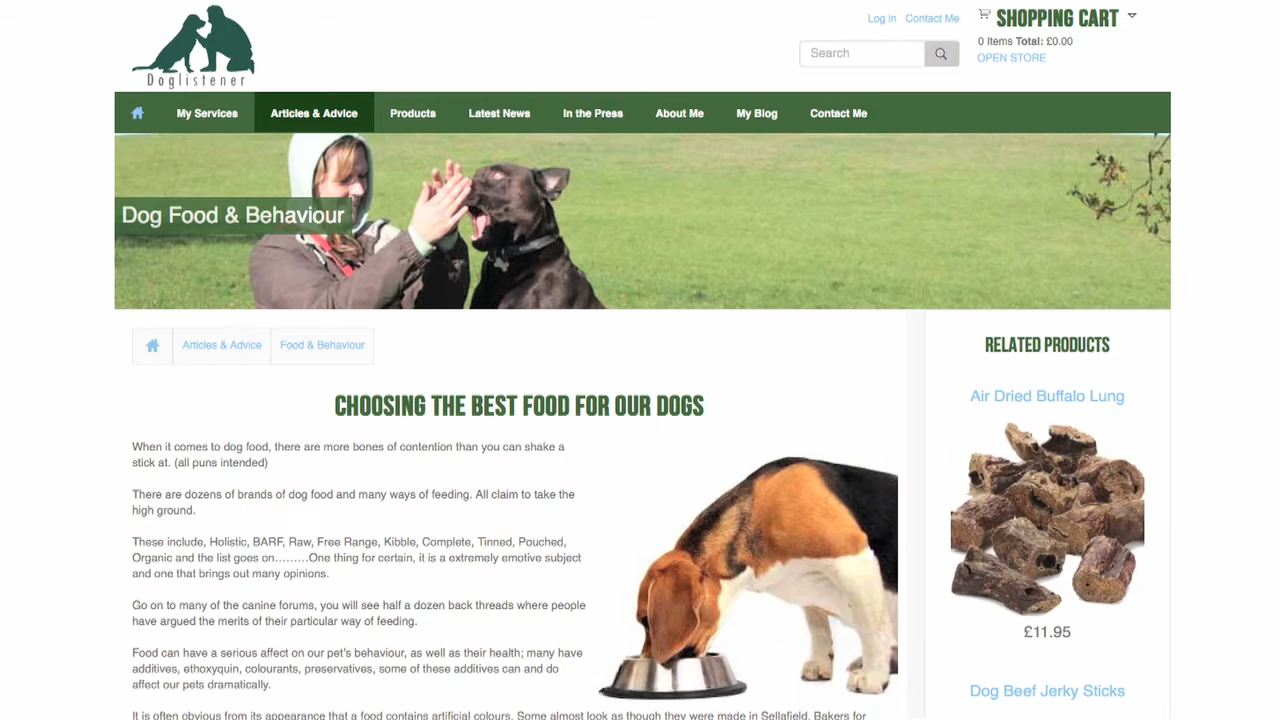 Doglistener
Log in Contact Me
SHOPPING CART
0 Items Total: £0.00
OPEN STORE
Search
My Services Articles & Advice Products Latest News In the Press About Me My Blog Contact Me
Dog Food & Behaviour
Articles & Advice Food & Behaviour
CHOOSING THE BEST FOOD FOR OUR DOGS
When it comes to dog food, there are more bones of contention than you can shake a
stick at. (all puns intended)
There are dozens of brands of dog food and many ways of feeding. All claim to take the
high ground.
These include, Holistic, BARF, Raw, Free Range, Kibble, Complete, Tinned, Pouched,
Organic and the list goes on………One thing for certain, it is a extremely emotive subject
and one that brings out many opinions.
Go on to many of the canine forums, you will see half a dozen back threads where people
have argued the merits of their particular way of feeding.
Food can have a serious affect on our pet's behaviour, as well as their health; many have
additives, ethoxyquin, colourants, preservatives, some of these additives can and do
affect our pets dramatically.
It is often obvious from its appearance that a food contains artificial colours. Some almost look as though they were made in Sellafield. Bakers for
RELATED PRODUCTS
Air Dried Buffalo Lung
£11.95
Dog Beef Jerky Sticks